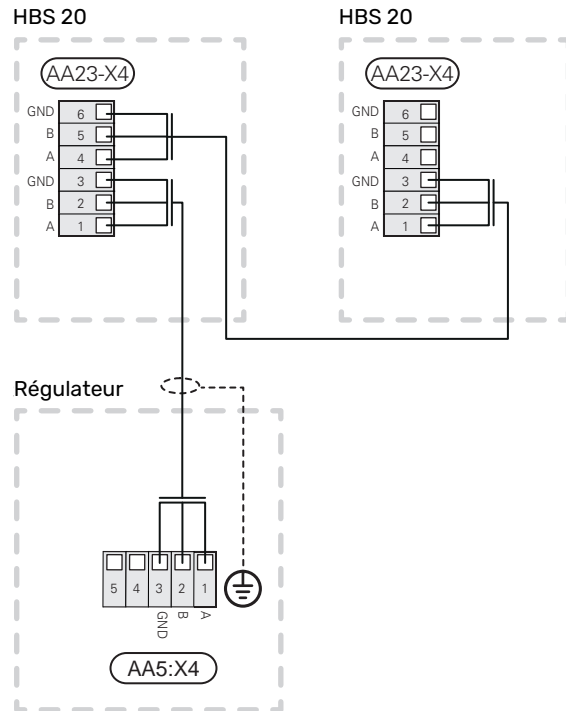 HBS 20
HBS 20
AA23-X4
AA23-X4
GND 6
B 5
A 4
GND 3
B 2
A 1
GND 6
B 5
A 4
GND 3
B 2
A 1
Régulateur
5 4 3 2 1
GND B A
AA5:X4